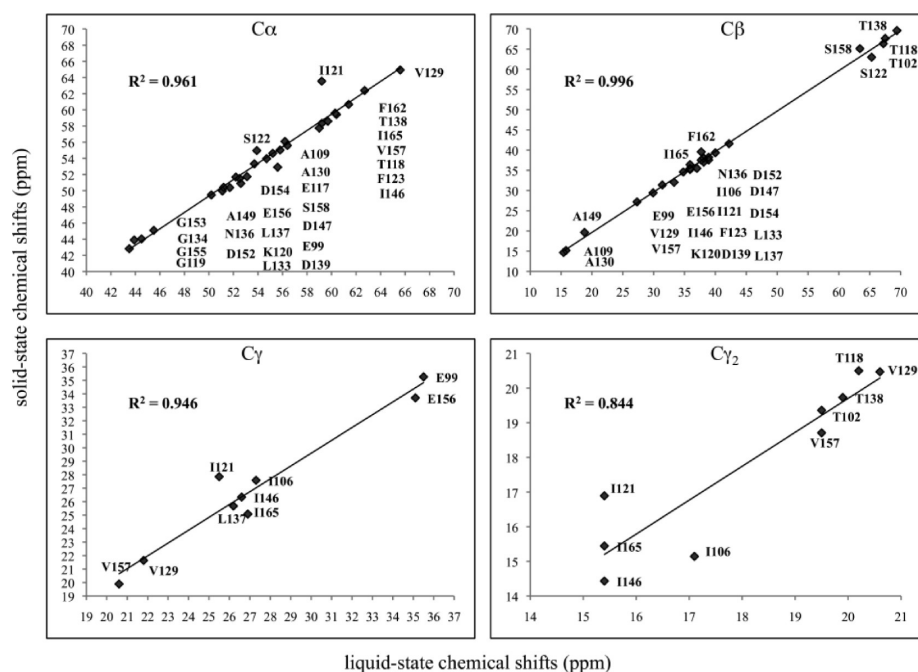 Cα
70
68
66
64
62
60
58
56
54
52
50
48
46
44
42
40
R² = 0.961
I121
V129
S122
F162
T138
I165
V157
T118
F123
I146
A109
A130
E117
S158
D147
E99
D139
D154
E156
L137
K120
L133
A149
N136
D152
G153
G134
G155
G119
40 42 44 46 48 50 52 54 56 58 60 62 64 66 68 70
Cβ
70
65
60
55
50
45
40
35
30
25
20
15
10
R² = 0.996
T138
S158
T118
T102
S122
F162
I165
N136 D152
I106 D147
E99 E156 I121 D154
V129 I146 F123 L133
V157 K120 D139 L137
A149
A109
A130
10 15 20 25 30 35 40 45 50 55 60 65 70
Cγ
37
36
35
34
33
32
31
30
29
28
27
26
25
24
23
22
21
20
19
R² = 0.946
E99
E156
I121
I106
I146
L137 I165
V157 V129
19 20 21 22 23 24 25 26 27 28 29 30 31 32 33 34 35 36 37
Cγ₂
21
20
19
18
17
16
15
14
R² = 0.844
T118
V129
T138
T102
V157
I121
I165
I106
I146
14 15 16 17 18 19 20 21
solid-state chemical shifts (ppm)
liquid-state chemical shifts (ppm)